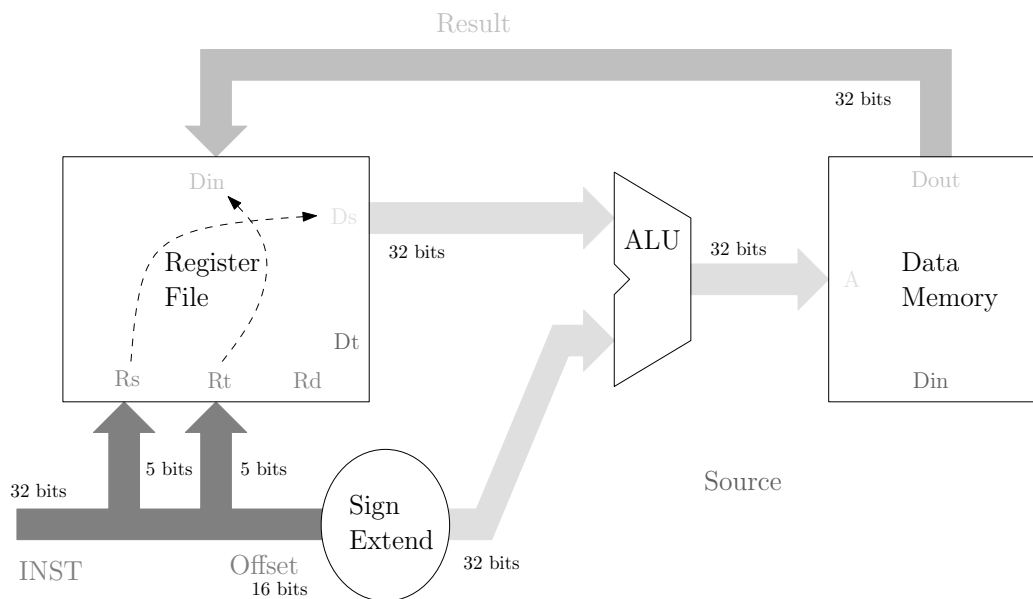 Result
32 bits
Din
Dout
Ds
32 bits
ALU
32 bits
Register
File
A
Data
Memory
Dt
Rs
Rt
Rd
Din
5 bits
5 bits
32 bits
Sign
Extend
Source
INST
Offset
16 bits
32 bits